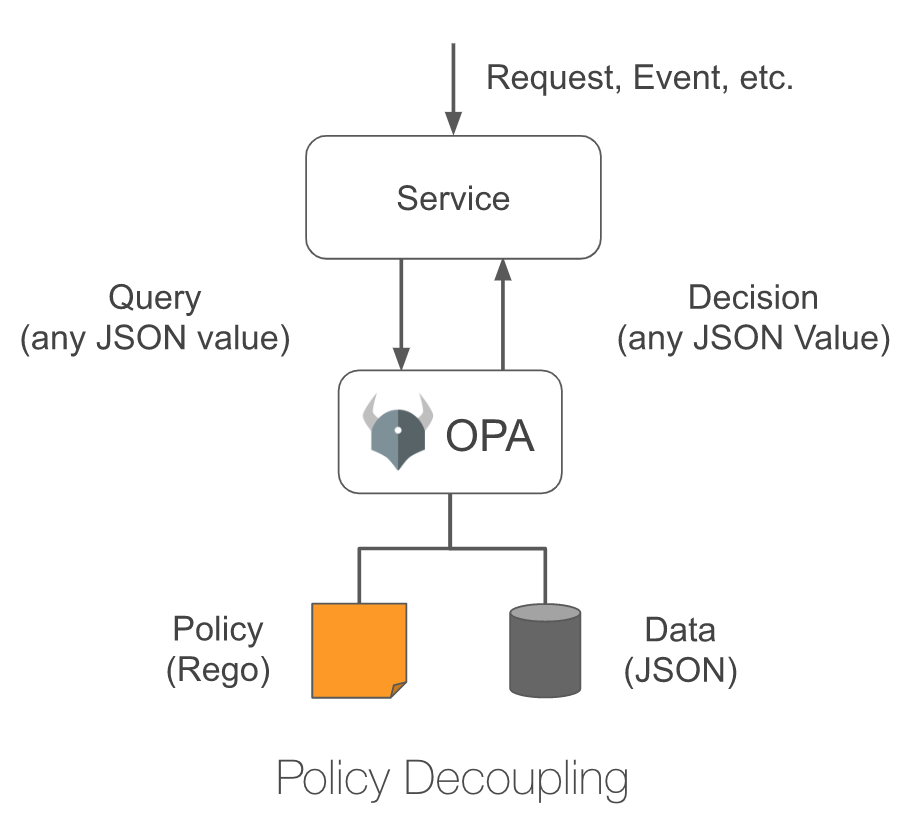 Request, Event, etc.
Service
Query
(any JSON value)
Decision
(any JSON Value)
OPA
Policy
(Rego)
Data
(JSON)
Policy Decoupling